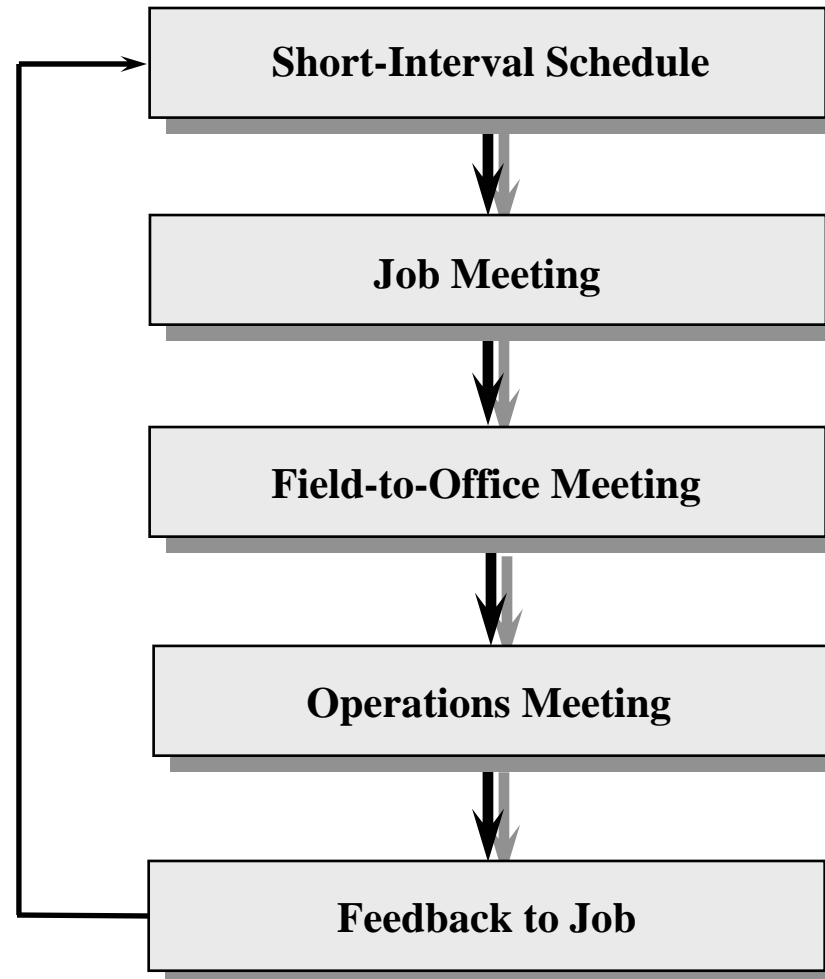 Short-Interval Schedule
Job Meeting
Field-to-Office Meeting
Operations Meeting
Feedback to Job